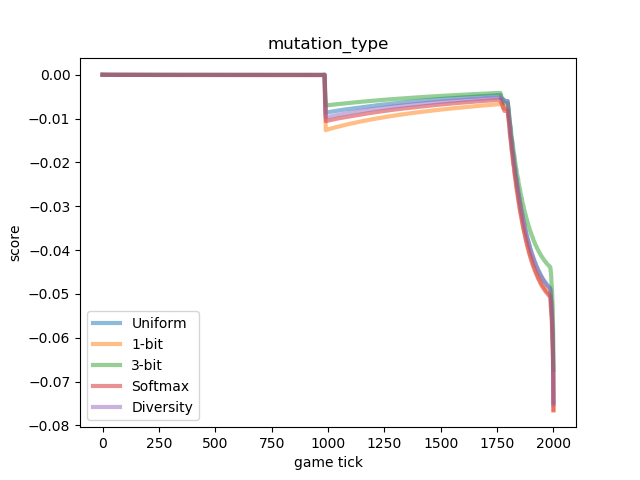 mutation_type
0.00
−0.01
−0.02
−0.03
−0.04
−0.05
−0.06
−0.07
−0.08
score
Uniform
1-bit
3-bit
Softmax
Diversity
0 250 500 750 1000 1250 1500 1750 2000
game tick